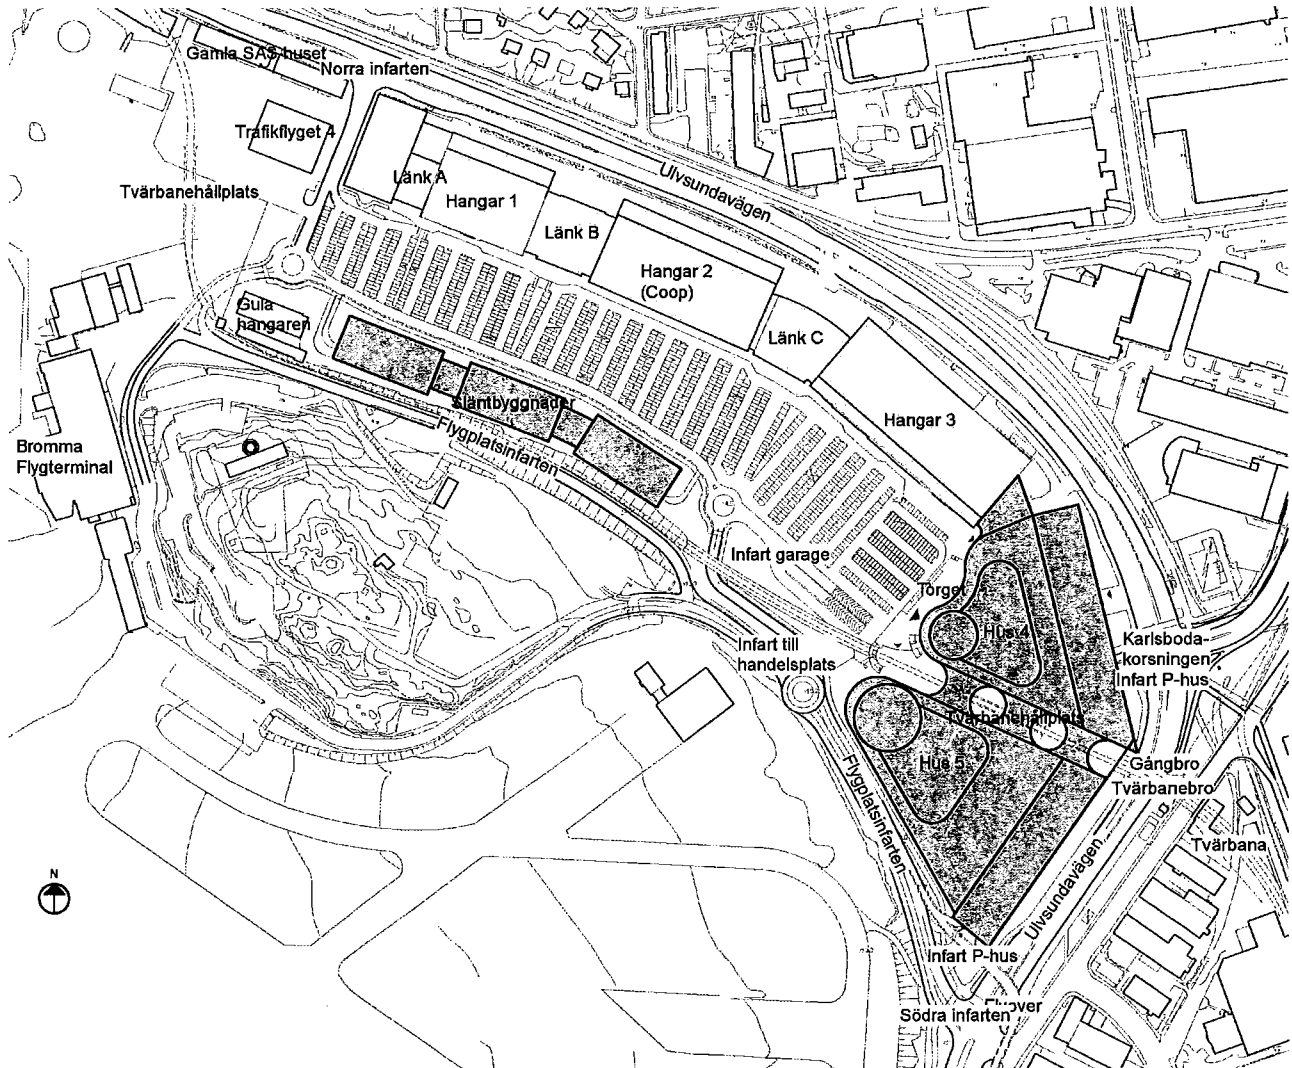 Gamla SAS-huset
Norra infarten
Trafikflyget 4
Tvärbanehållplats
Länk A
Hangar 1
Ulvsundavägen
Länk B
Hangar 2
(Coop)
Länk C
Gula
hangaren
Släntbyggnader
Flygplatsinfarten
Hangar 3
Bromma
Flygterminal
Infart garage
Torget
Hus 4
Karlsboda-
korsningen
Infart P-hus
Infart till
handelsplats
Tvärbanehållplats
Hus 5
Gångbro
Tvärbanebro
Flygplatsinfarten
Tvärbana
Ulvsundavägen
N
Infart P-hus
Flyover
Södra infarten